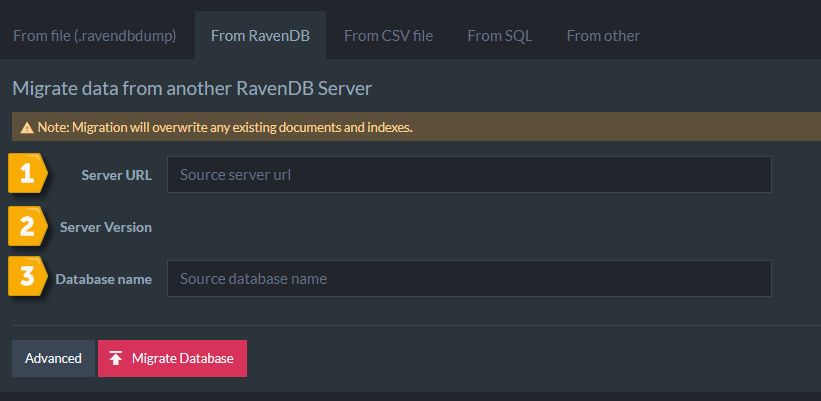 From file (.ravendbdump) From RavenDB From CSV file From SQL From other
Migrate data from another RavenDB Server
Note: Migration will overwrite any existing documents and indexes.
1 Server URL Source server url
2 Server Version
3 Database name Source database name
Advanced Migrate Database